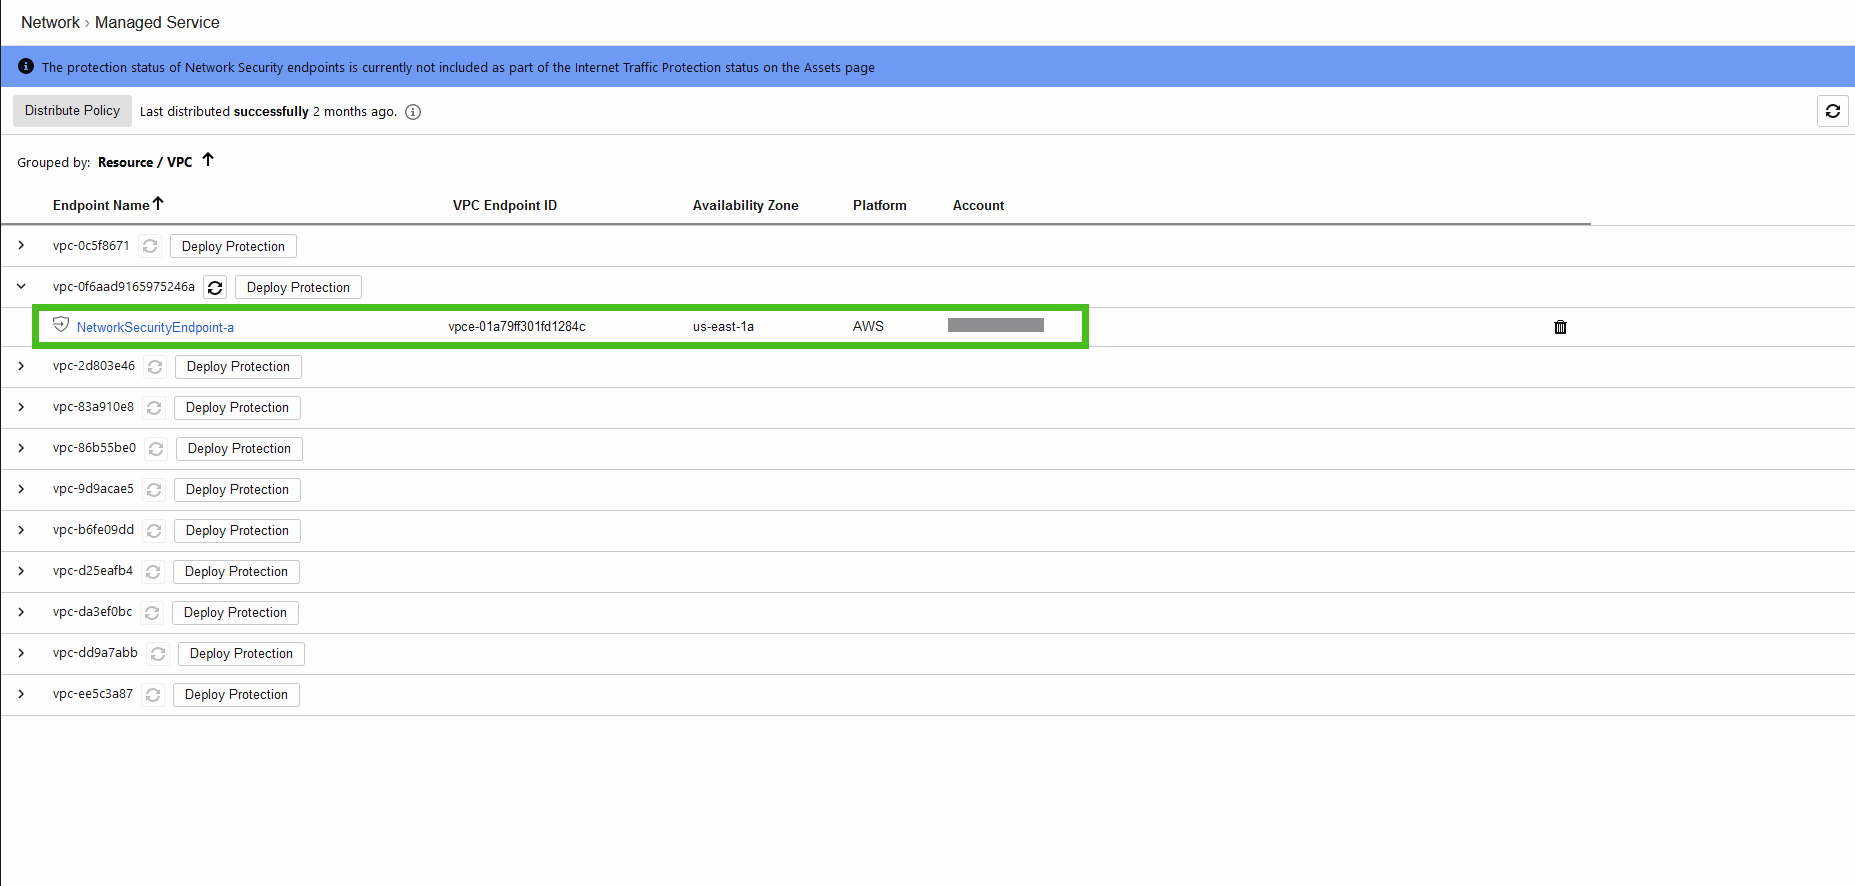 Network › Managed Service
The protection status of Network Security endpoints is currently not included as part of the Internet Traffic Protection status on the Assets page
Distribute Policy Last distributed successfully 2 months ago.
Grouped by: Resource / VPC
Endpoint Name VPC Endpoint ID Availability Zone Platform Account
vpc-0c5f8671 Deploy Protection
vpc-0f6aad9165975246a Deploy Protection
NetworkSecurityEndpoint-a vpce-01a79ff301fd1284c us-east-1a AWS
vpc-2d803e46 Deploy Protection
vpc-83a910e8 Deploy Protection
vpc-86b55be0 Deploy Protection
vpc-9d9acae5 Deploy Protection
vpc-b6fe09dd Deploy Protection
vpc-d25eafb4 Deploy Protection
vpc-da3ef0bc Deploy Protection
vpc-dd9a7abb Deploy Protection
vpc-ee5c3a87 Deploy Protection